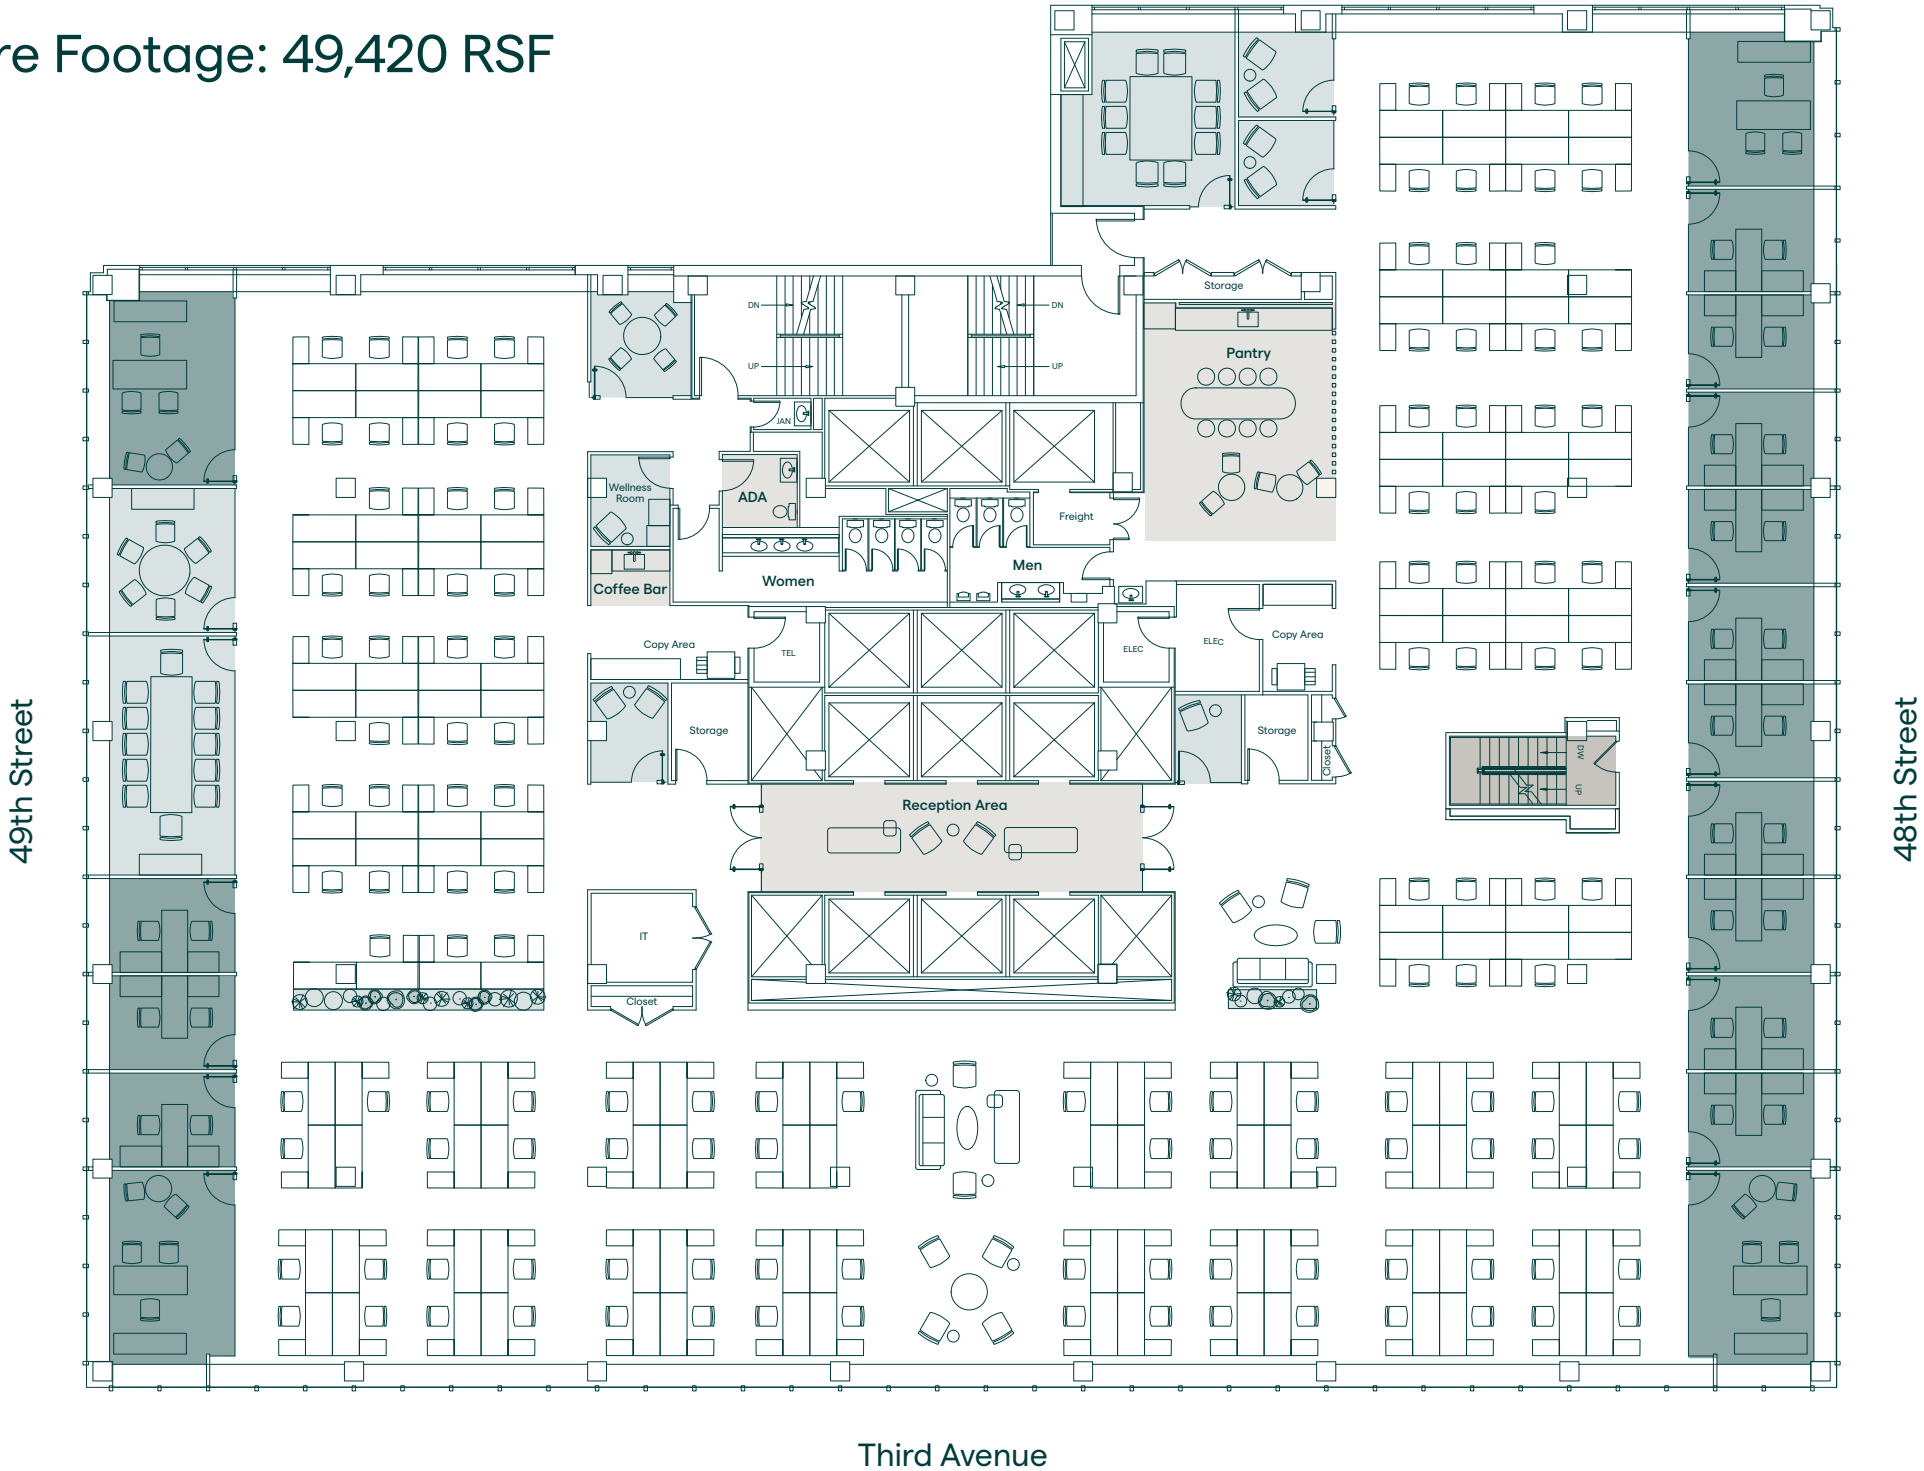 re Footage: 49,420 RSF
Storage
DN
DN
Pantry
UP
UP
JAN
Wellness
Room
ADA
Freight
Men
Women
Coffee Bar
Copy Area
TEL
ELEC
ELEC
Copy Area
Storage
Storage
Closet
DW
UP
Reception Area
49th Street
48th Street
IT
Closet
Third Avenue